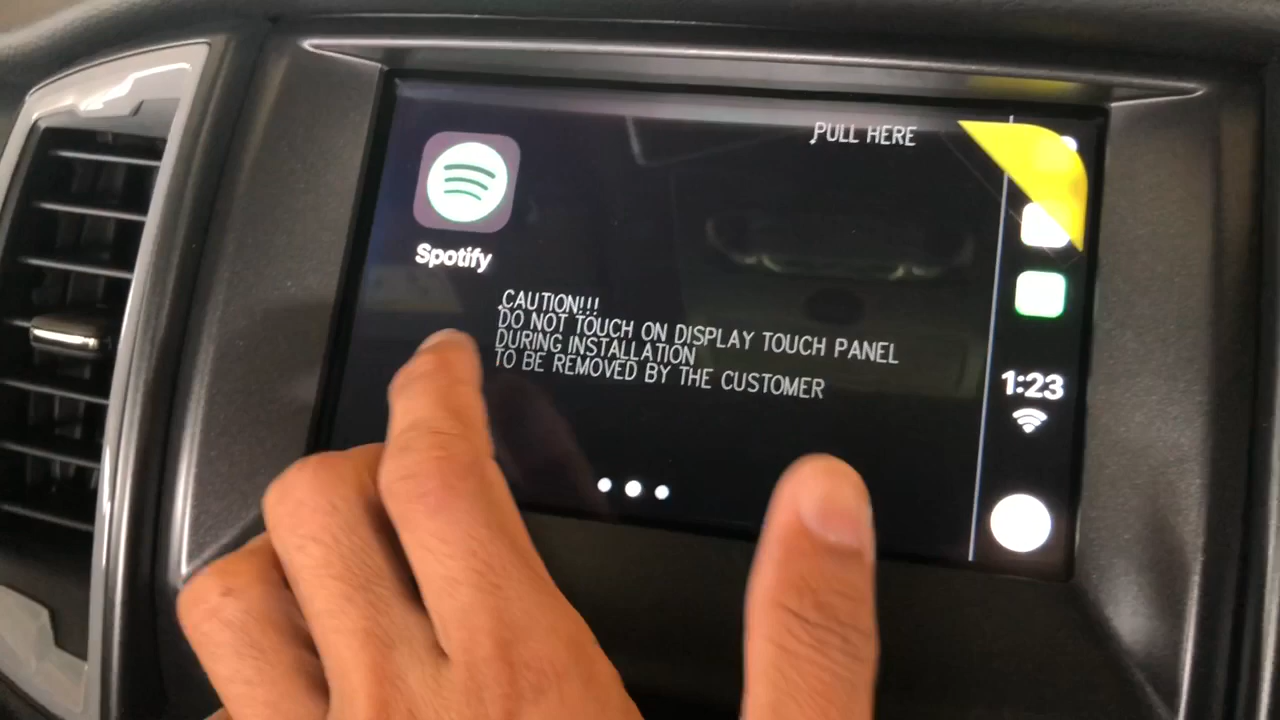 PULL HERE
Spotify
CAUTION!!!
DO NOT TOUCH ON DISPLAY TOUCH PANEL
DURING INSTALLATION
TO BE REMOVED BY THE CUSTOMER
1:23